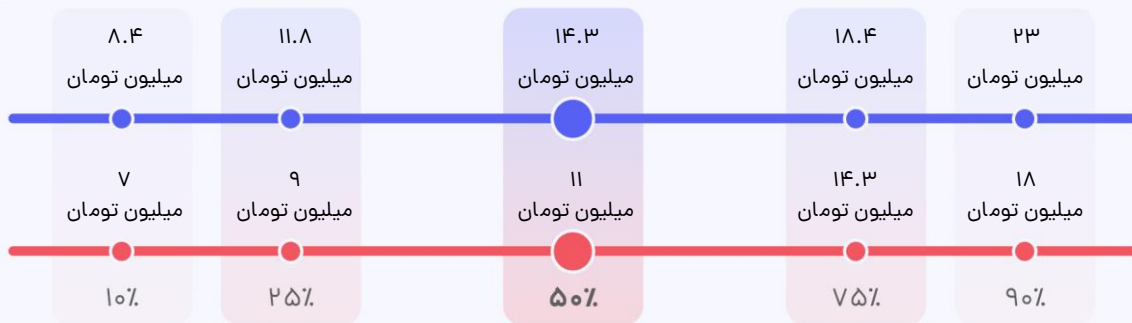 ۸.۴
میلیون تومان
۱۱.۸
میلیون تومان
۱۴.۳
میلیون تومان
۱۸.۴
میلیون تومان
۲۳
میلیون تومان
۷
میلیون تومان
۹
میلیون تومان
۱۱
میلیون تومان
۱۴.۳
میلیون تومان
۱۸
میلیون تومان
۱۰٪
۲۵٪
۵۰٪
۷۵٪
۹۰٪